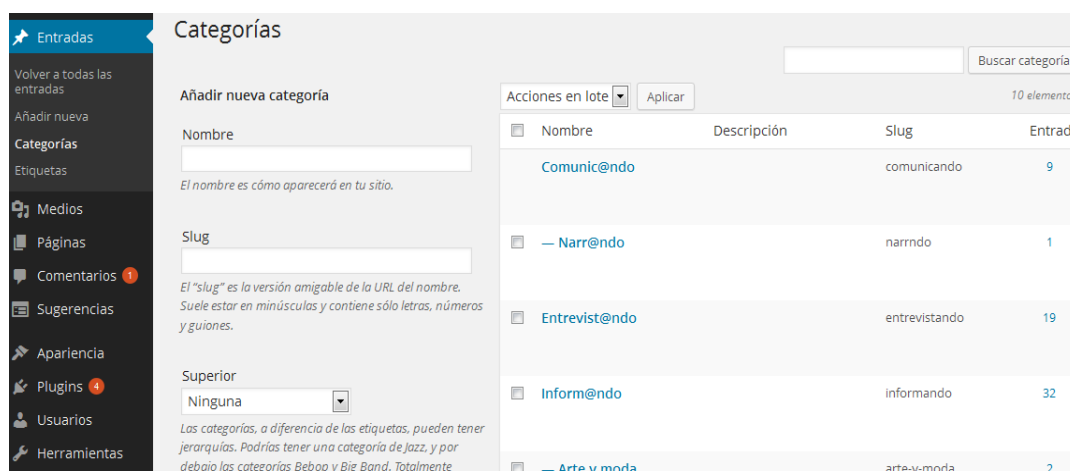 Entradas
Volver a todas las
entradas
Añadir nueva
Categorías
Etiquetas
Medios
Páginas
Comentarios 1
Sugerencias
Apariencia
Plugins 4
Usuarios
Herramientas
Categorías
Buscar categoría
Añadir nueva categoría
Nombre
El nombre es cómo aparecerá en tu sitio.
Slug
El "slug" es la versión amigable de la URL del nombre.
Suele estar en minúsculas y contiene sólo letras, números
y guiones.
Superior
Ninguna
Las categorías, a diferencia de las etiquetas, pueden tener
jerarquías. Podrías tener una categoría de Jazz, y por
debajo las categorías Bebop y Big Band. Totalmente
Acciones en lote Aplicar 10 elemento
Nombre Descripción Slug Entrad
Comunic@ndo comunicando 9
— Narr@ndo narrndo 1
Entrevist@ndo entrevistando 19
Inform@ndo informando 32
— Arte y moda arte-y-moda 2